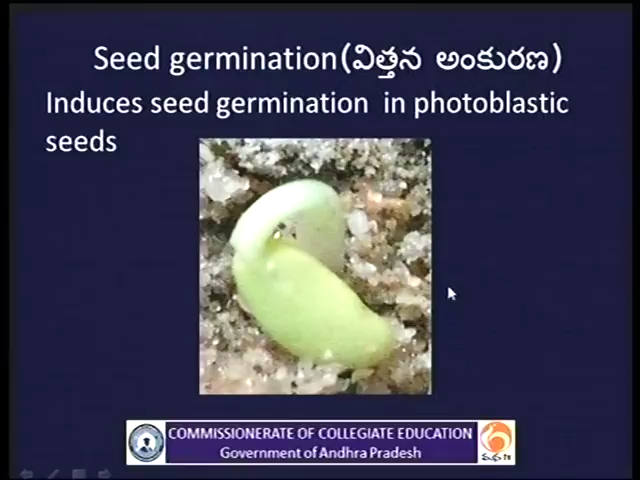 Seed germination(విత్తన అంకురణ)
Induces seed germination in photoblastic
seeds
COMMISSIONERATE OF COLLEGIATE EDUCATION
Government of Andhra Pradesh